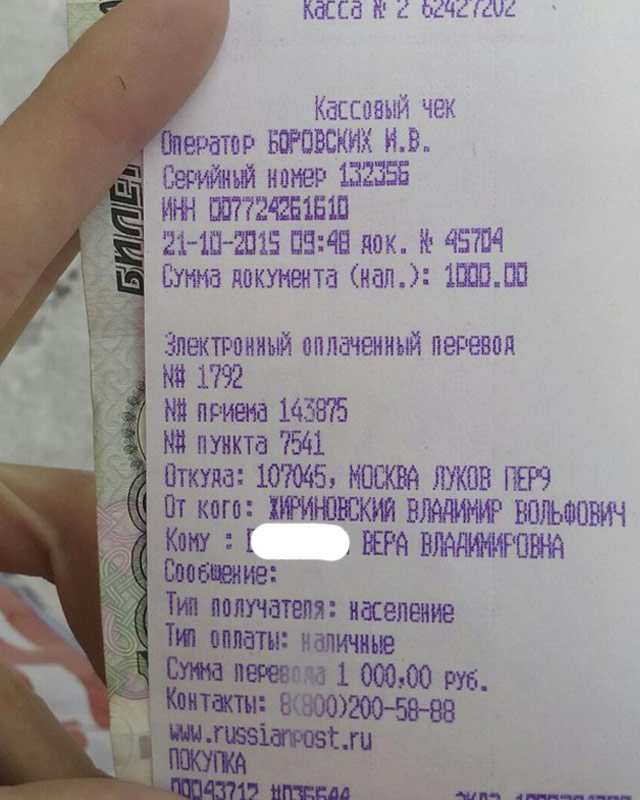 Касса № 2 62427202
Кассовый чек
Оператор БОРОВСКИХ И.В.
Серийный номер 132356
ИНН 007724261610
21-10-2015 09:48 док. № 45704
Сумма документа (нал.): 1000.00
Электронный оплаченный перевод
N# 1792
N# приема 143875
N# пункта 7541
Откуда: 107045, МОСКВА ЛУКОВ ПЕР9
От кого: ЖИРИНОВСКИЙ ВЛАДИМИР ВОЛЬФОВИЧ
Кому : ВЕРА ВЛАДИМИРОВНА
Сообщение:
Тип получателя: население
Тип оплаты: наличные
Сумма перевода 1 000,00 руб.
Контакты: 8(800)200-58-88
www.russianpost.ru
ПОКУПКА
00043712 #036544
БИЛЕТ